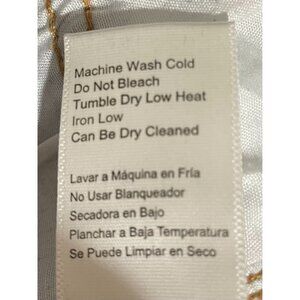 Machine Wash Cold
Do Not Bleach
Tumble Dry Low Heat
Iron Low
Can Be Dry Cleaned
Lavar a Máquina en Fría
No Usar Blanqueador
Secadora en Bajo
Planchar a Baja Temperatura
Se Puede Limpiar en Seco